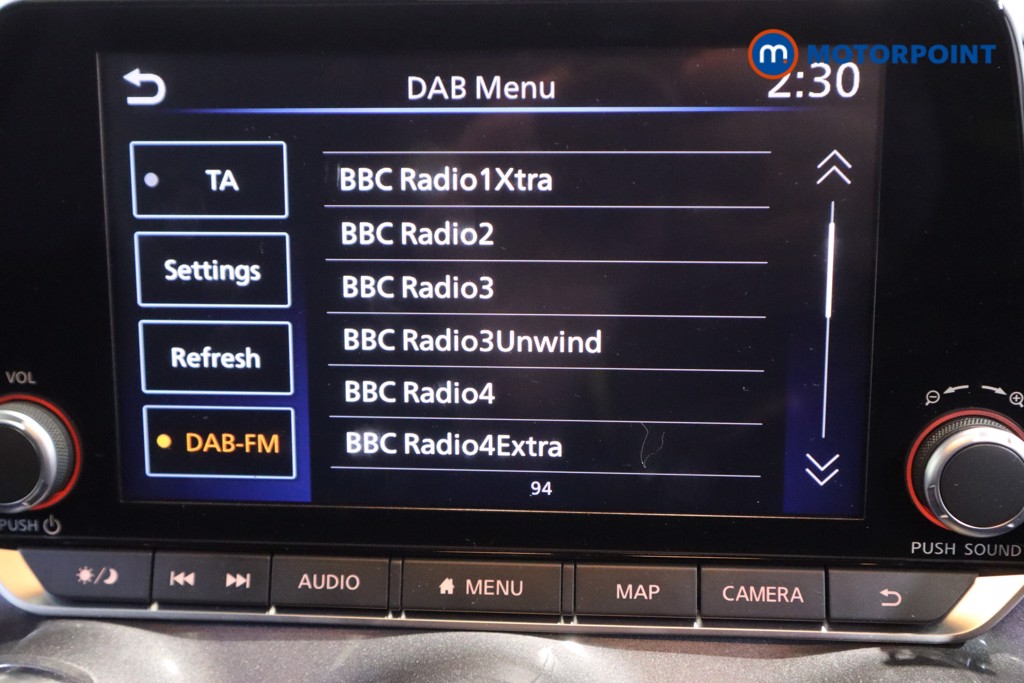 m MOTORPOINT
DAB Menu
2:30
TA
Settings
Refresh
DAB-FM
BBC Radio1Xtra
BBC Radio2
BBC Radio3
BBC Radio3Unwind
BBC Radio4
BBC Radio4Extra
94
VOL
PUSH
PUSH SOUND
AUDIO
MENU
MAP
CAMERA